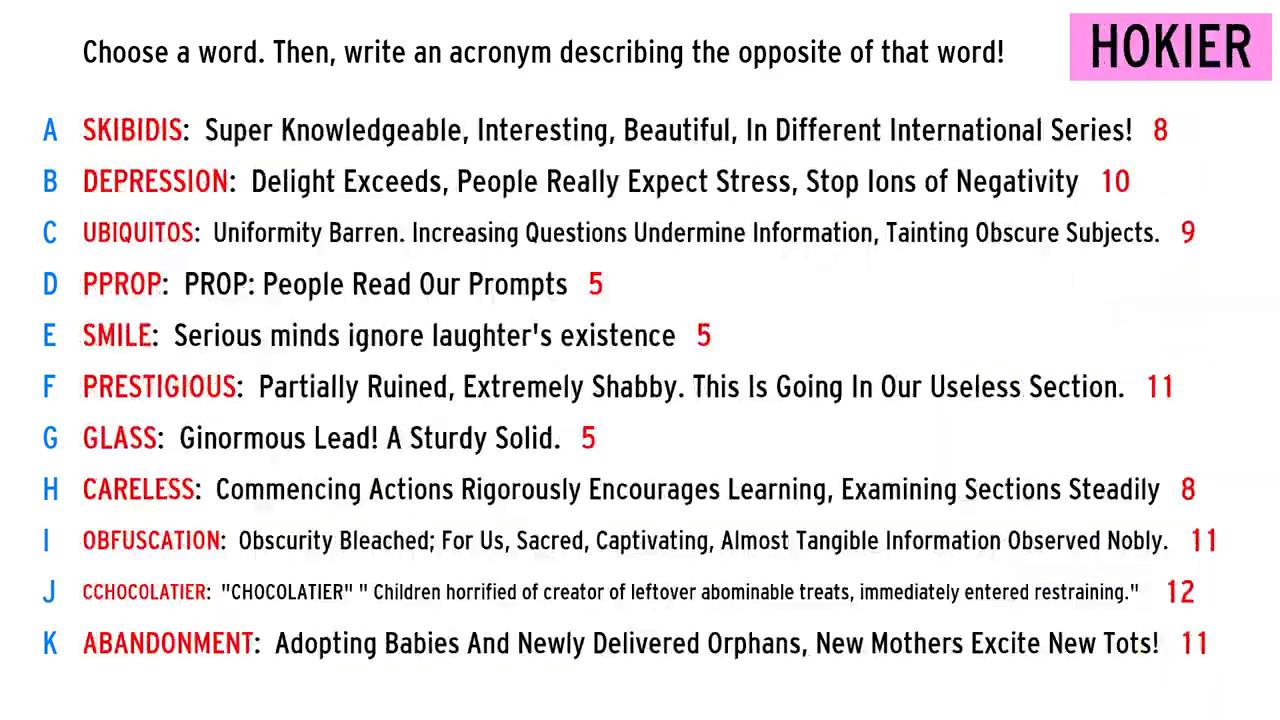 Choose a word. Then, write an acronym describing the opposite of that word!
HOKIER
A SKIBIDIS: Super Knowledgeable, Interesting, Beautiful, In Different International Series! 8
B DEPRESSION: Delight Exceeds, People Really Expect Stress, Stop Ions of Negativity 10
C UBIQUITOS: Uniformity Barren. Increasing Questions Undermine Information, Tainting Obscure Subjects. 9
D PPROP: PROP: People Read Our Prompts 5
E SMILE: Serious minds ignore laughter's existence 5
F PRESTIGIOUS: Partially Ruined, Extremely Shabby. This Is Going In Our Useless Section. 11
G GLASS: Ginormous Lead! A Sturdy Solid. 5
H CARELESS: Commencing Actions Rigorously Encourages Learning, Examining Sections Steadily 8
I OBFUSCATION: Obscurity Bleached; For Us, Sacred, Captivating, Almost Tangible Information Observed Nobly. 11
J CCHOCOLATIER: "CHOCOLATIER" " Children horrified of creator of leftover abominable treats, immediately entered restraining." 12
K ABANDONMENT: Adopting Babies And Newly Delivered Orphans, New Mothers Excite New Tots! 11